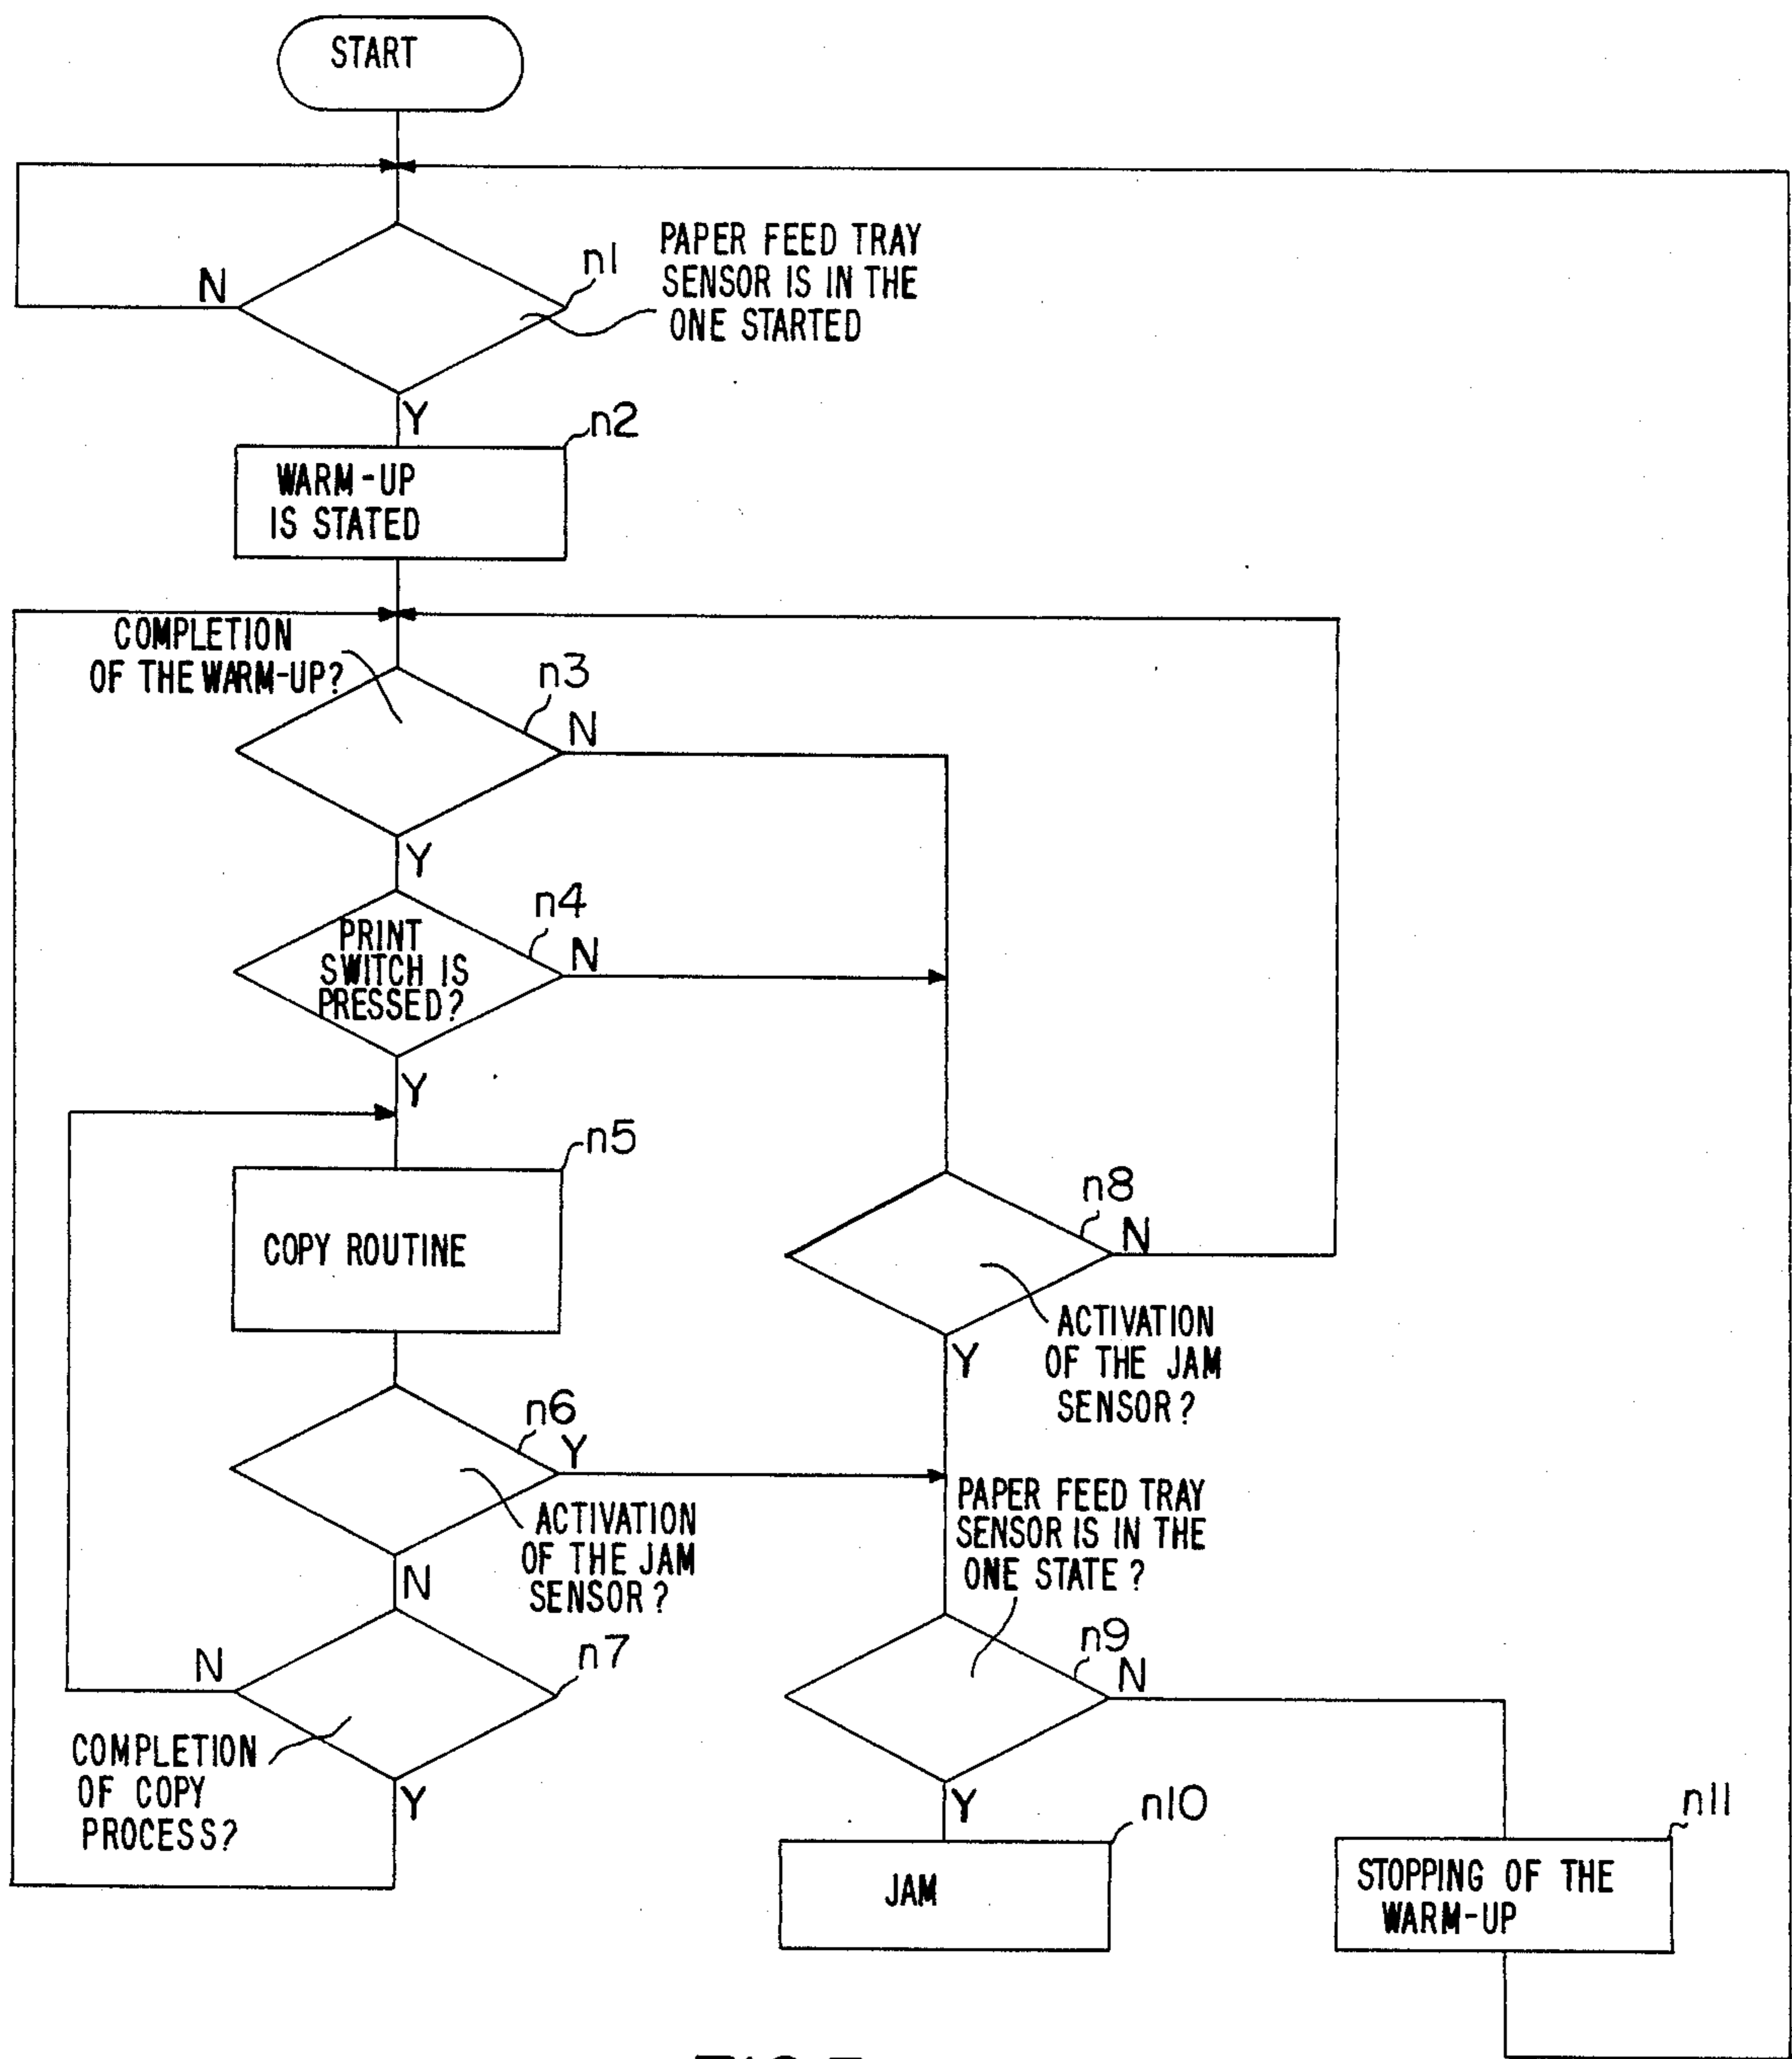 START
N
n1
PAPER FEED TRAY
SENSOR IS IN THE
ONE STARTED
Y
n2
WARM-UP
IS STATED
COMPLETION
OF THE WARM-UP?
n3
N
Y
n4
PRINT
SWITCH IS
PRESSED?
N
Y
n5
COPY ROUTINE
n8
N
ACTIVATION
OF THE JAM
SENSOR?
Y
n6
Y
ACTIVATION
OF THE JAM
SENSOR?
N
PAPER FEED TRAY
SENSOR IS IN THE
ONE STATE?
n7
N
COMPLETION
OF COPY
PROCESS?
Y
n9
N
Y
n10
JAM
n11
STOPPING OF THE
WARM-UP